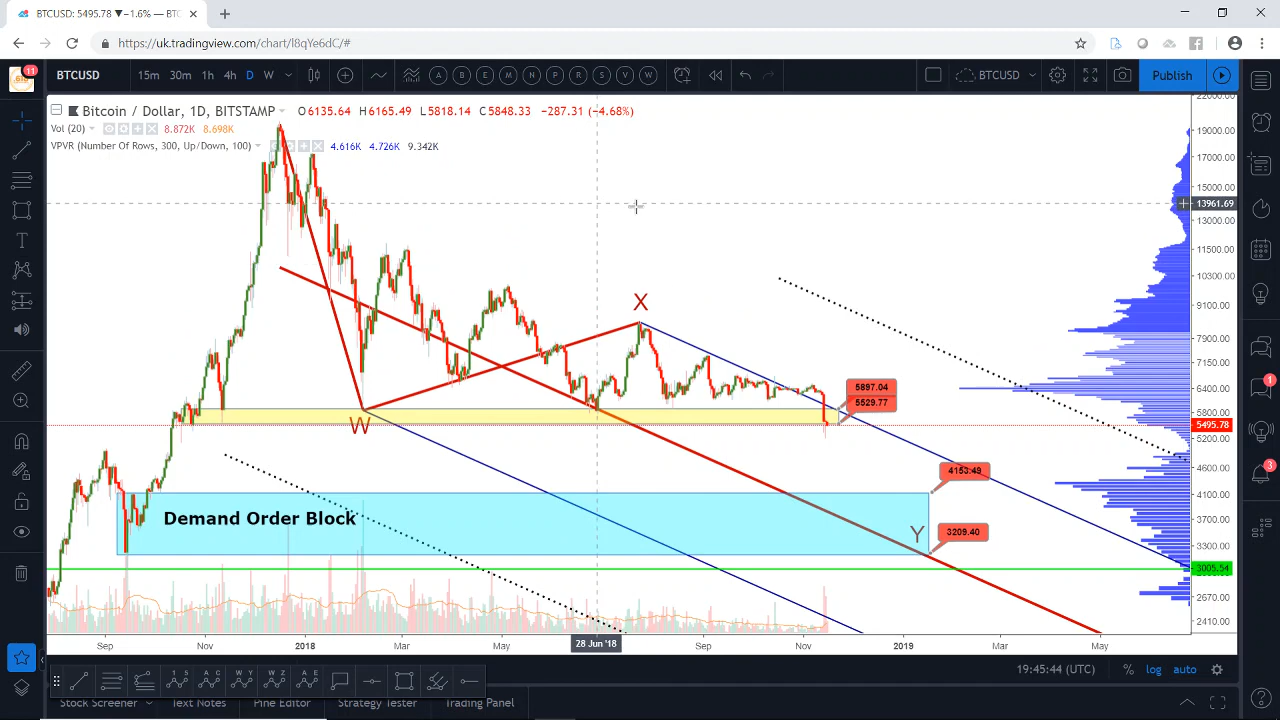 BTCUSD: 5495.78 ▼−1.6% — BTC
https://uk.tradingview.com/chart/l8qYe6dC/#
11
BTCUSD 15m 30m 1h 4h D W A D E M N P R S V W BTCUSD Publish
Bitcoin / Dollar, 1D, BITSTAMP O6135.64 H6165.49 L5818.14 C5848.33 −287.31 (−4.68%)
Vol (20) 8.872K 8.698K
VPVR (Number Of Rows, 300, Up/Down, 100) 4.616K 4.726K 9.342K
22000.00
19000.00
17000.00
15000.00
13961.69
13000.00
11500.00
10300.00
X
9100.00
7900.00
7150.00
1
6400.00
5897.04
5529.77
5800.00
W
5495.78
5200.00
4600.00
3
4153.49
4100.00
Demand Order Block
3700.00
Y
3209.40
3300.00
3005.54
2670.00
2410.00
Sep Nov 2018 Mar May 28 Jun '18 Sep Nov 2019 Mar May
19:45:44 (UTC) % log auto
1 5 A C W Y W Z A E
Stock Screener Text Notes Pine Editor Strategy Tester Trading Panel